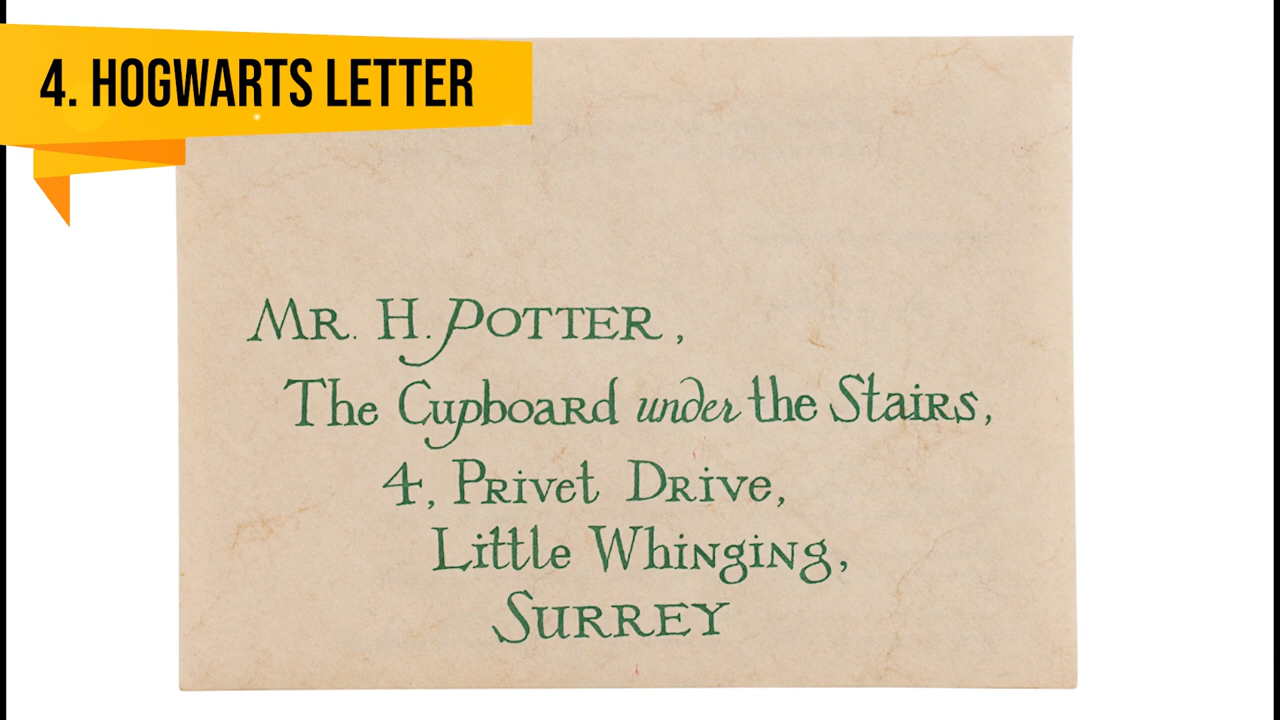 4. HOGWARTS LETTER
MR. H. POTTER,
The Cupboard under the Stairs,
4, Privet Drive,
Little Whinging,
SURREY